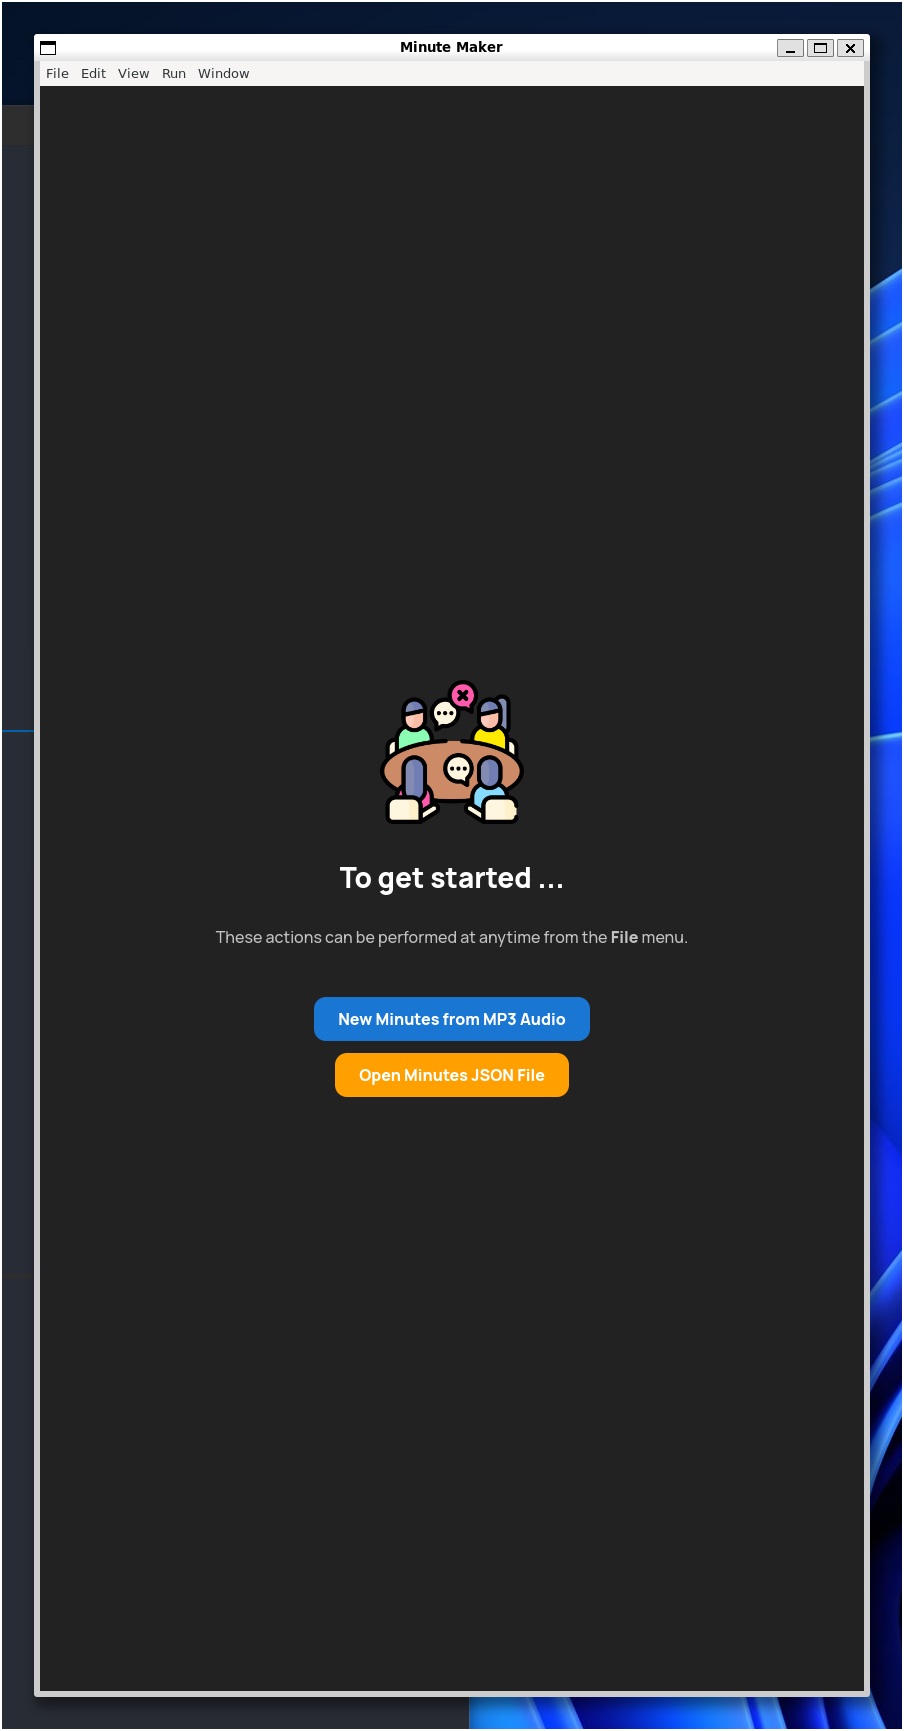 Minute Maker
File Edit View Run Window
To get started ...
These actions can be performed at anytime from the File menu.
New Minutes from MP3 Audio
Open Minutes JSON File